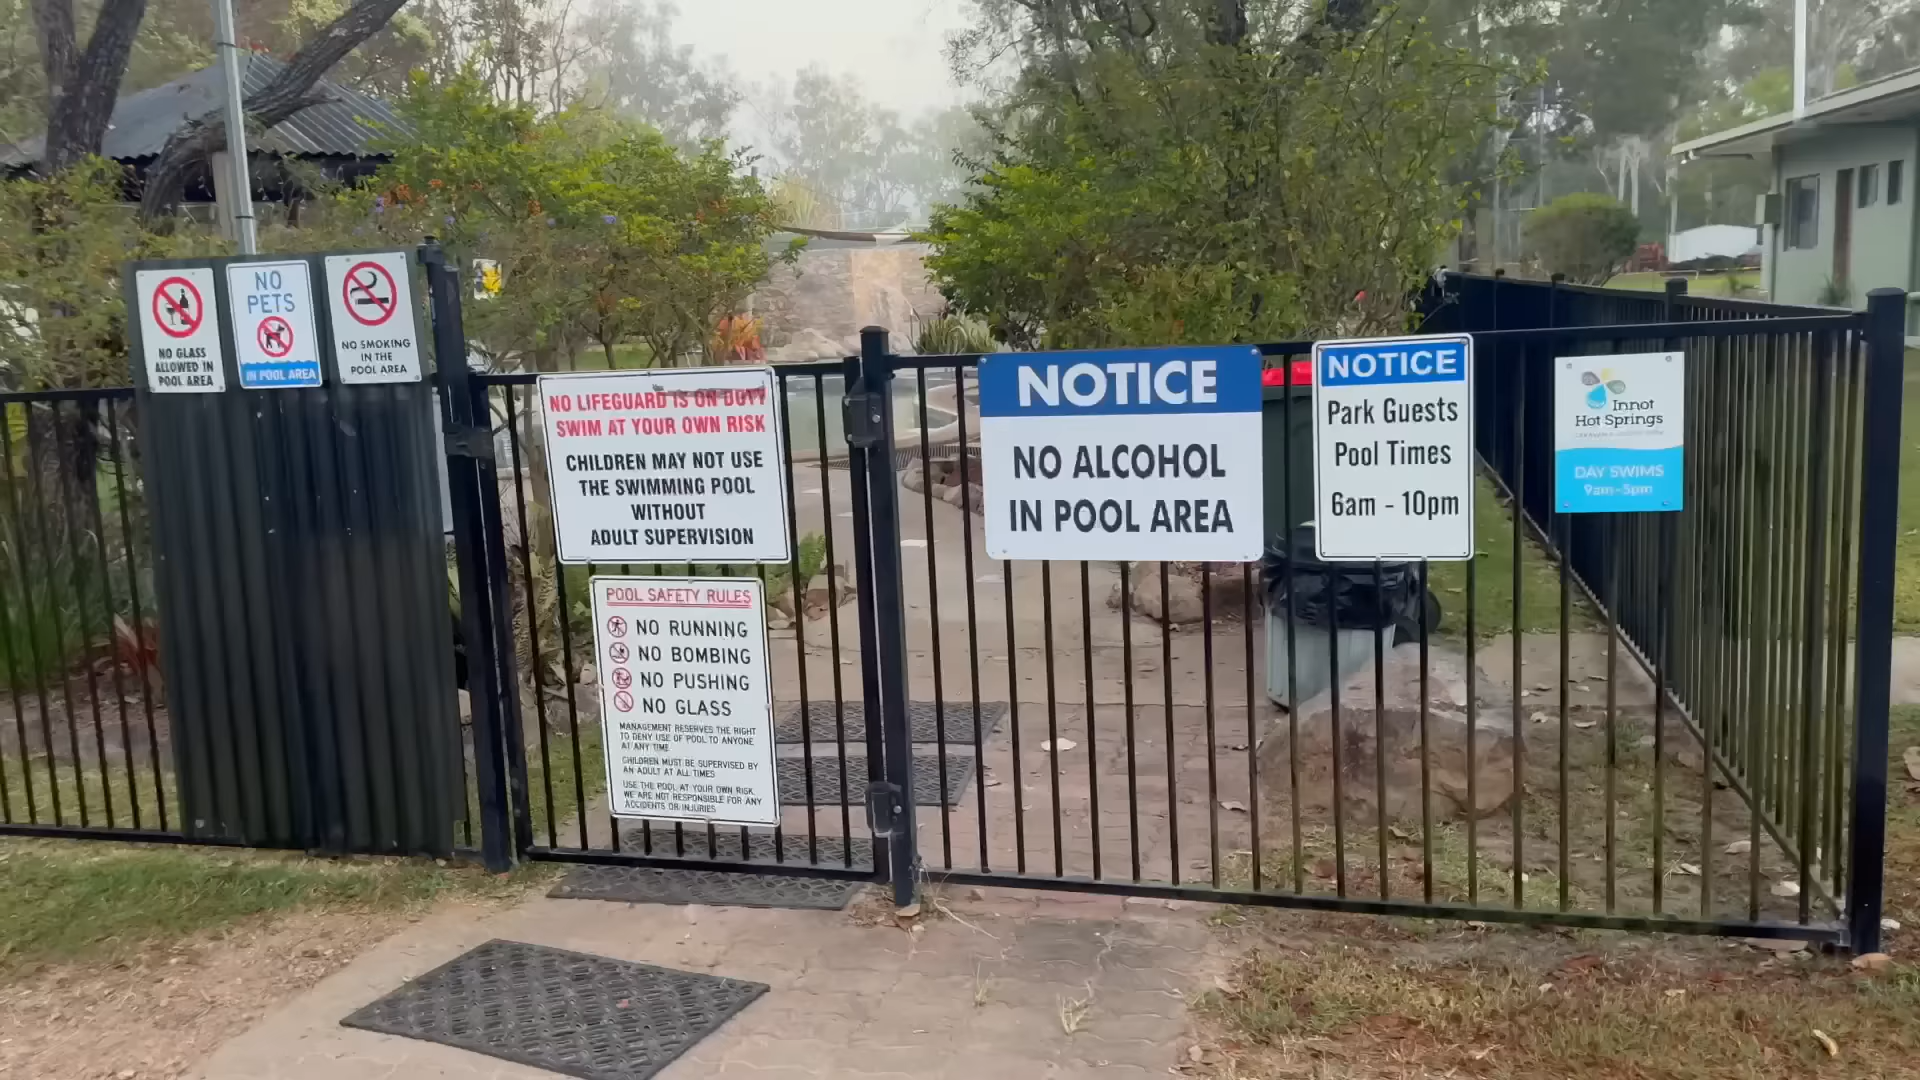 NO GLASS
ALLOWED IN
POOL AREA
NO
PETS
IN POOL AREA
NO SMOKING
IN THE
POOL AREA
NO LIFEGUARD IS ON DUTY
SWIM AT YOUR OWN RISK
CHILDREN MAY NOT USE
THE SWIMMING POOL
WITHOUT
ADULT SUPERVISION
POOL SAFETY RULES
NO RUNNING
NO BOMBING
NO PUSHING
NO GLASS
MANAGEMENT RESERVES THE RIGHT
TO DENY USE OF POOL TO ANYONE
AT ANY TIME
CHILDREN MUST BE SUPERVISED BY
AN ADULT AT ALL TIMES
USE THE POOL AT YOUR OWN RISK.
WE ARE NOT RESPONSIBLE FOR ANY
ACCIDENTS OR INJURIES
NOTICE
NO ALCOHOL
IN POOL AREA
NOTICE
Park Guests
Pool Times
6am - 10pm
Innot
Hot Springs
DAY SWIMS
9am-5pm